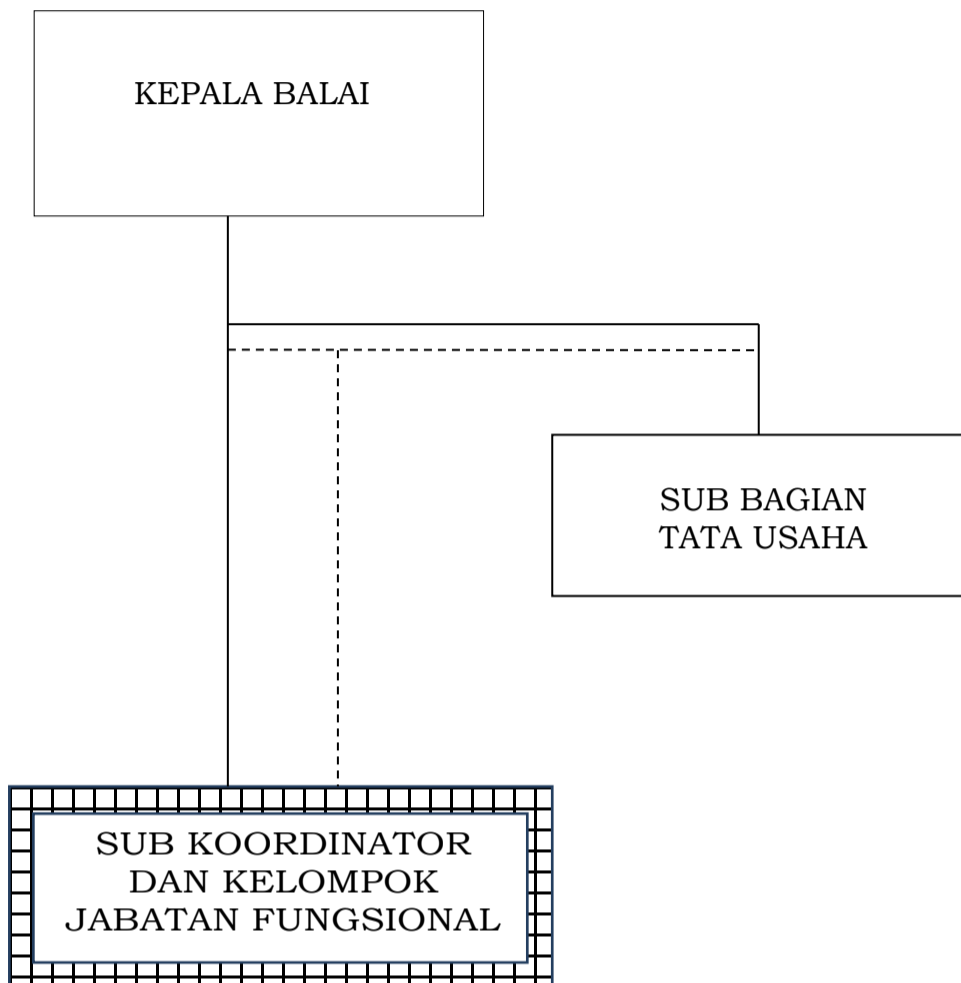 KEPALA BALAI
SUB BAGIAN
TATA USAHA
SUB KOORDINATOR
DAN KELOMPOK
JABATAN FUNGSIONAL